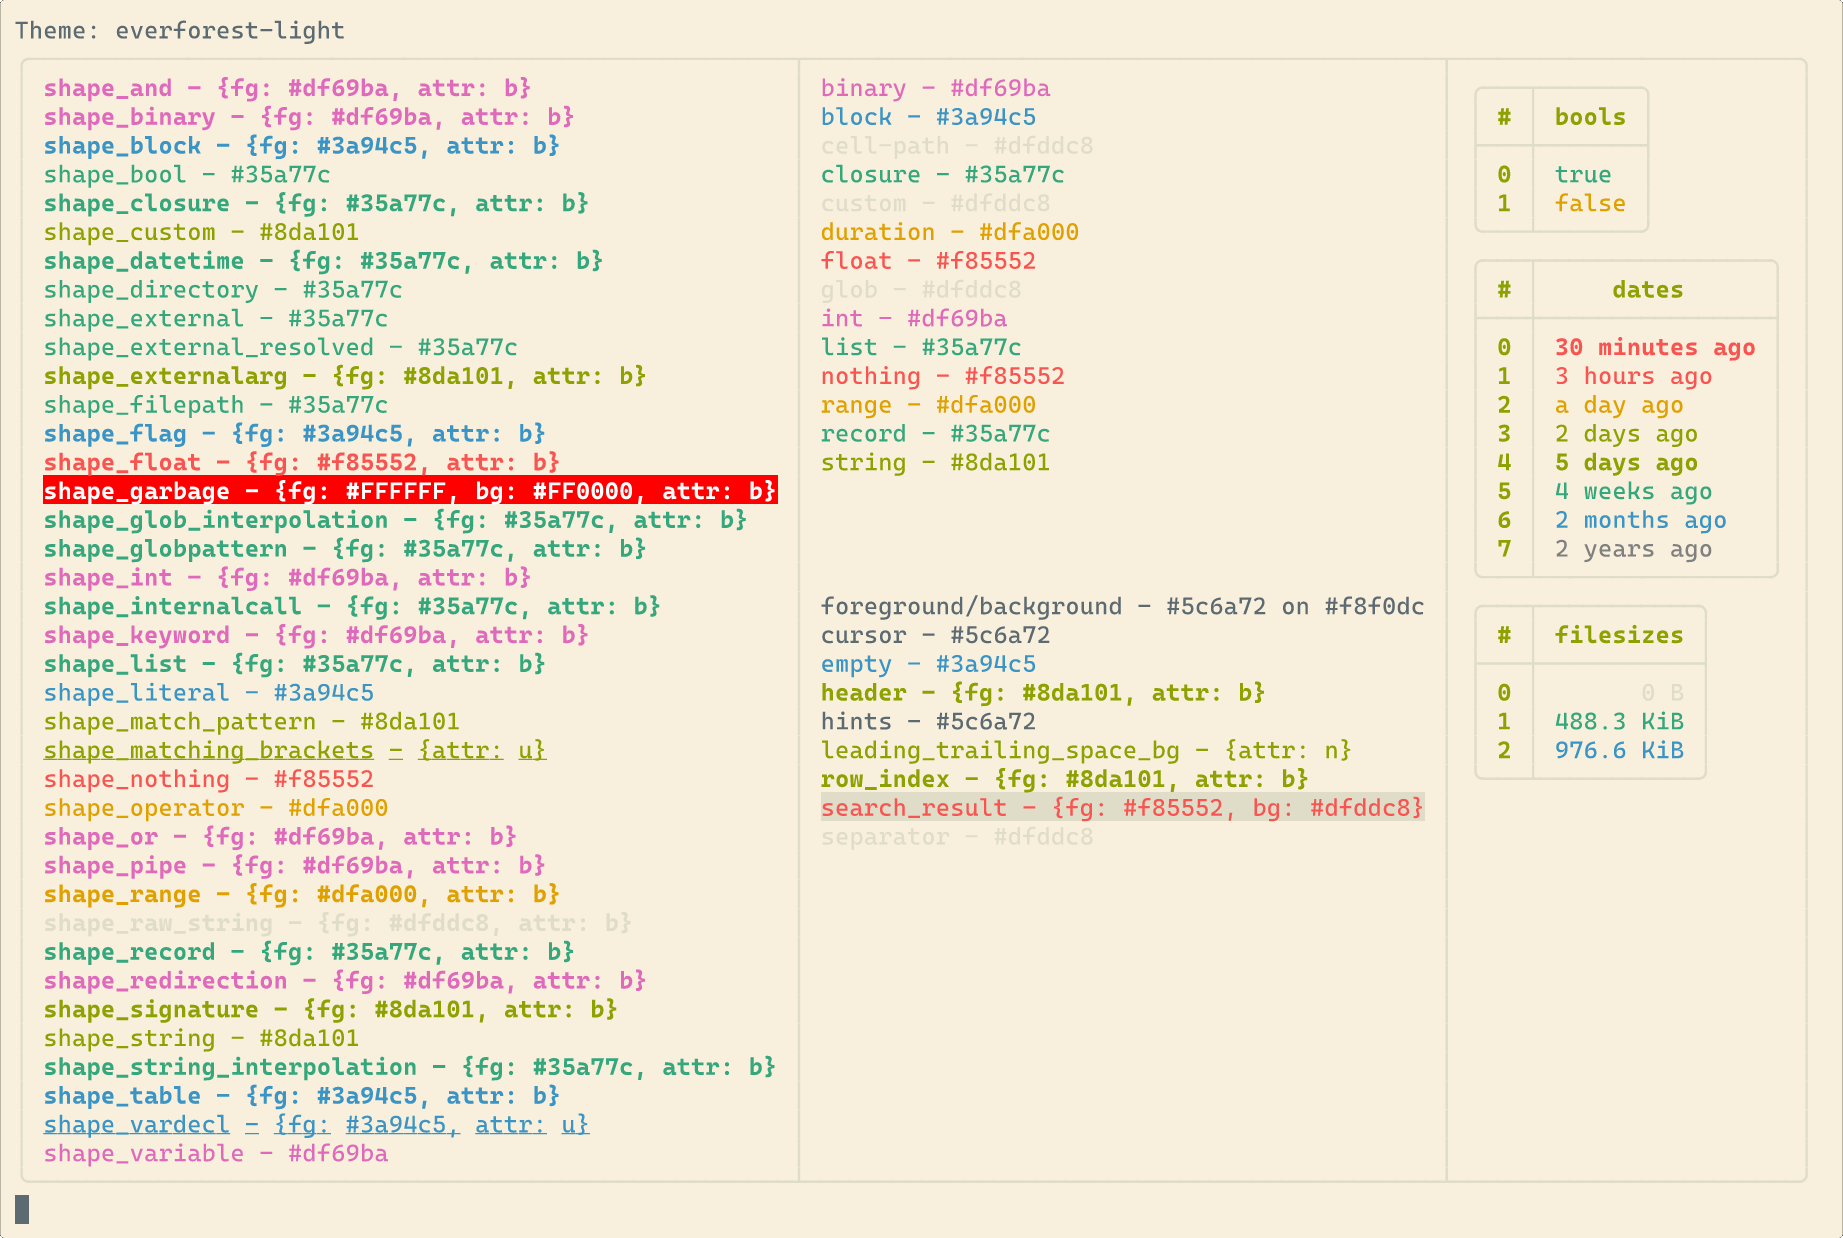 Theme: everforest-light
shape_and - {fg: #df69ba, attr: b}
shape_binary - {fg: #df69ba, attr: b}
shape_block - {fg: #3a94c5, attr: b}
shape_bool - #35a77c
shape_closure - {fg: #35a77c, attr: b}
shape_custom - #8da101
shape_datetime - {fg: #35a77c, attr: b}
shape_directory - #35a77c
shape_external - #35a77c
shape_external_resolved - #35a77c
shape_externalarg - {fg: #8da101, attr: b}
shape_filepath - #35a77c
shape_flag - {fg: #3a94c5, attr: b}
shape_float - {fg: #f85552, attr: b}
shape_garbage - {fg: #FFFFFF, bg: #FF0000, attr: b}
shape_glob_interpolation - {fg: #35a77c, attr: b}
shape_globpattern - {fg: #35a77c, attr: b}
shape_int - {fg: #df69ba, attr: b}
shape_internalcall - {fg: #35a77c, attr: b}
shape_keyword - {fg: #df69ba, attr: b}
shape_list - {fg: #35a77c, attr: b}
shape_literal - #3a94c5
shape_match_pattern - #8da101
shape_matching_brackets - {attr: u}
shape_nothing - #f85552
shape_operator - #dfa000
shape_or - {fg: #df69ba, attr: b}
shape_pipe - {fg: #df69ba, attr: b}
shape_range - {fg: #dfa000, attr: b}
shape_raw_string - {fg: #dfddc8, attr: b}
shape_record - {fg: #35a77c, attr: b}
shape_redirection - {fg: #df69ba, attr: b}
shape_signature - {fg: #8da101, attr: b}
shape_string - #8da101
shape_string_interpolation - {fg: #35a77c, attr: b}
shape_table - {fg: #3a94c5, attr: b}
shape_vardecl - {fg: #3a94c5, attr: u}
shape_variable - #df69ba
binary - #df69ba
block - #3a94c5
cell-path - #dfddc8
closure - #35a77c
custom - #dfddc8
duration - #dfa000
float - #f85552
glob - #dfddc8
int - #df69ba
list - #35a77c
nothing - #f85552
range - #dfa000
record - #35a77c
string - #8da101
foreground/background - #5c6a72 on #f8f0dc
cursor - #5c6a72
empty - #3a94c5
header - {fg: #8da101, attr: b}
hints - #5c6a72
leading_trailing_space_bg - {attr: n}
row_index - {fg: #8da101, attr: b}
search_result - {fg: #f85552, bg: #dfddc8}
separator - #dfddc8
# bools
0 true
1 false
# dates
0 30 minutes ago
1 3 hours ago
2 a day ago
3 2 days ago
4 5 days ago
5 4 weeks ago
6 2 months ago
7 2 years ago
# filesizes
0 0 B
1 488.3 KiB
2 976.6 KiB